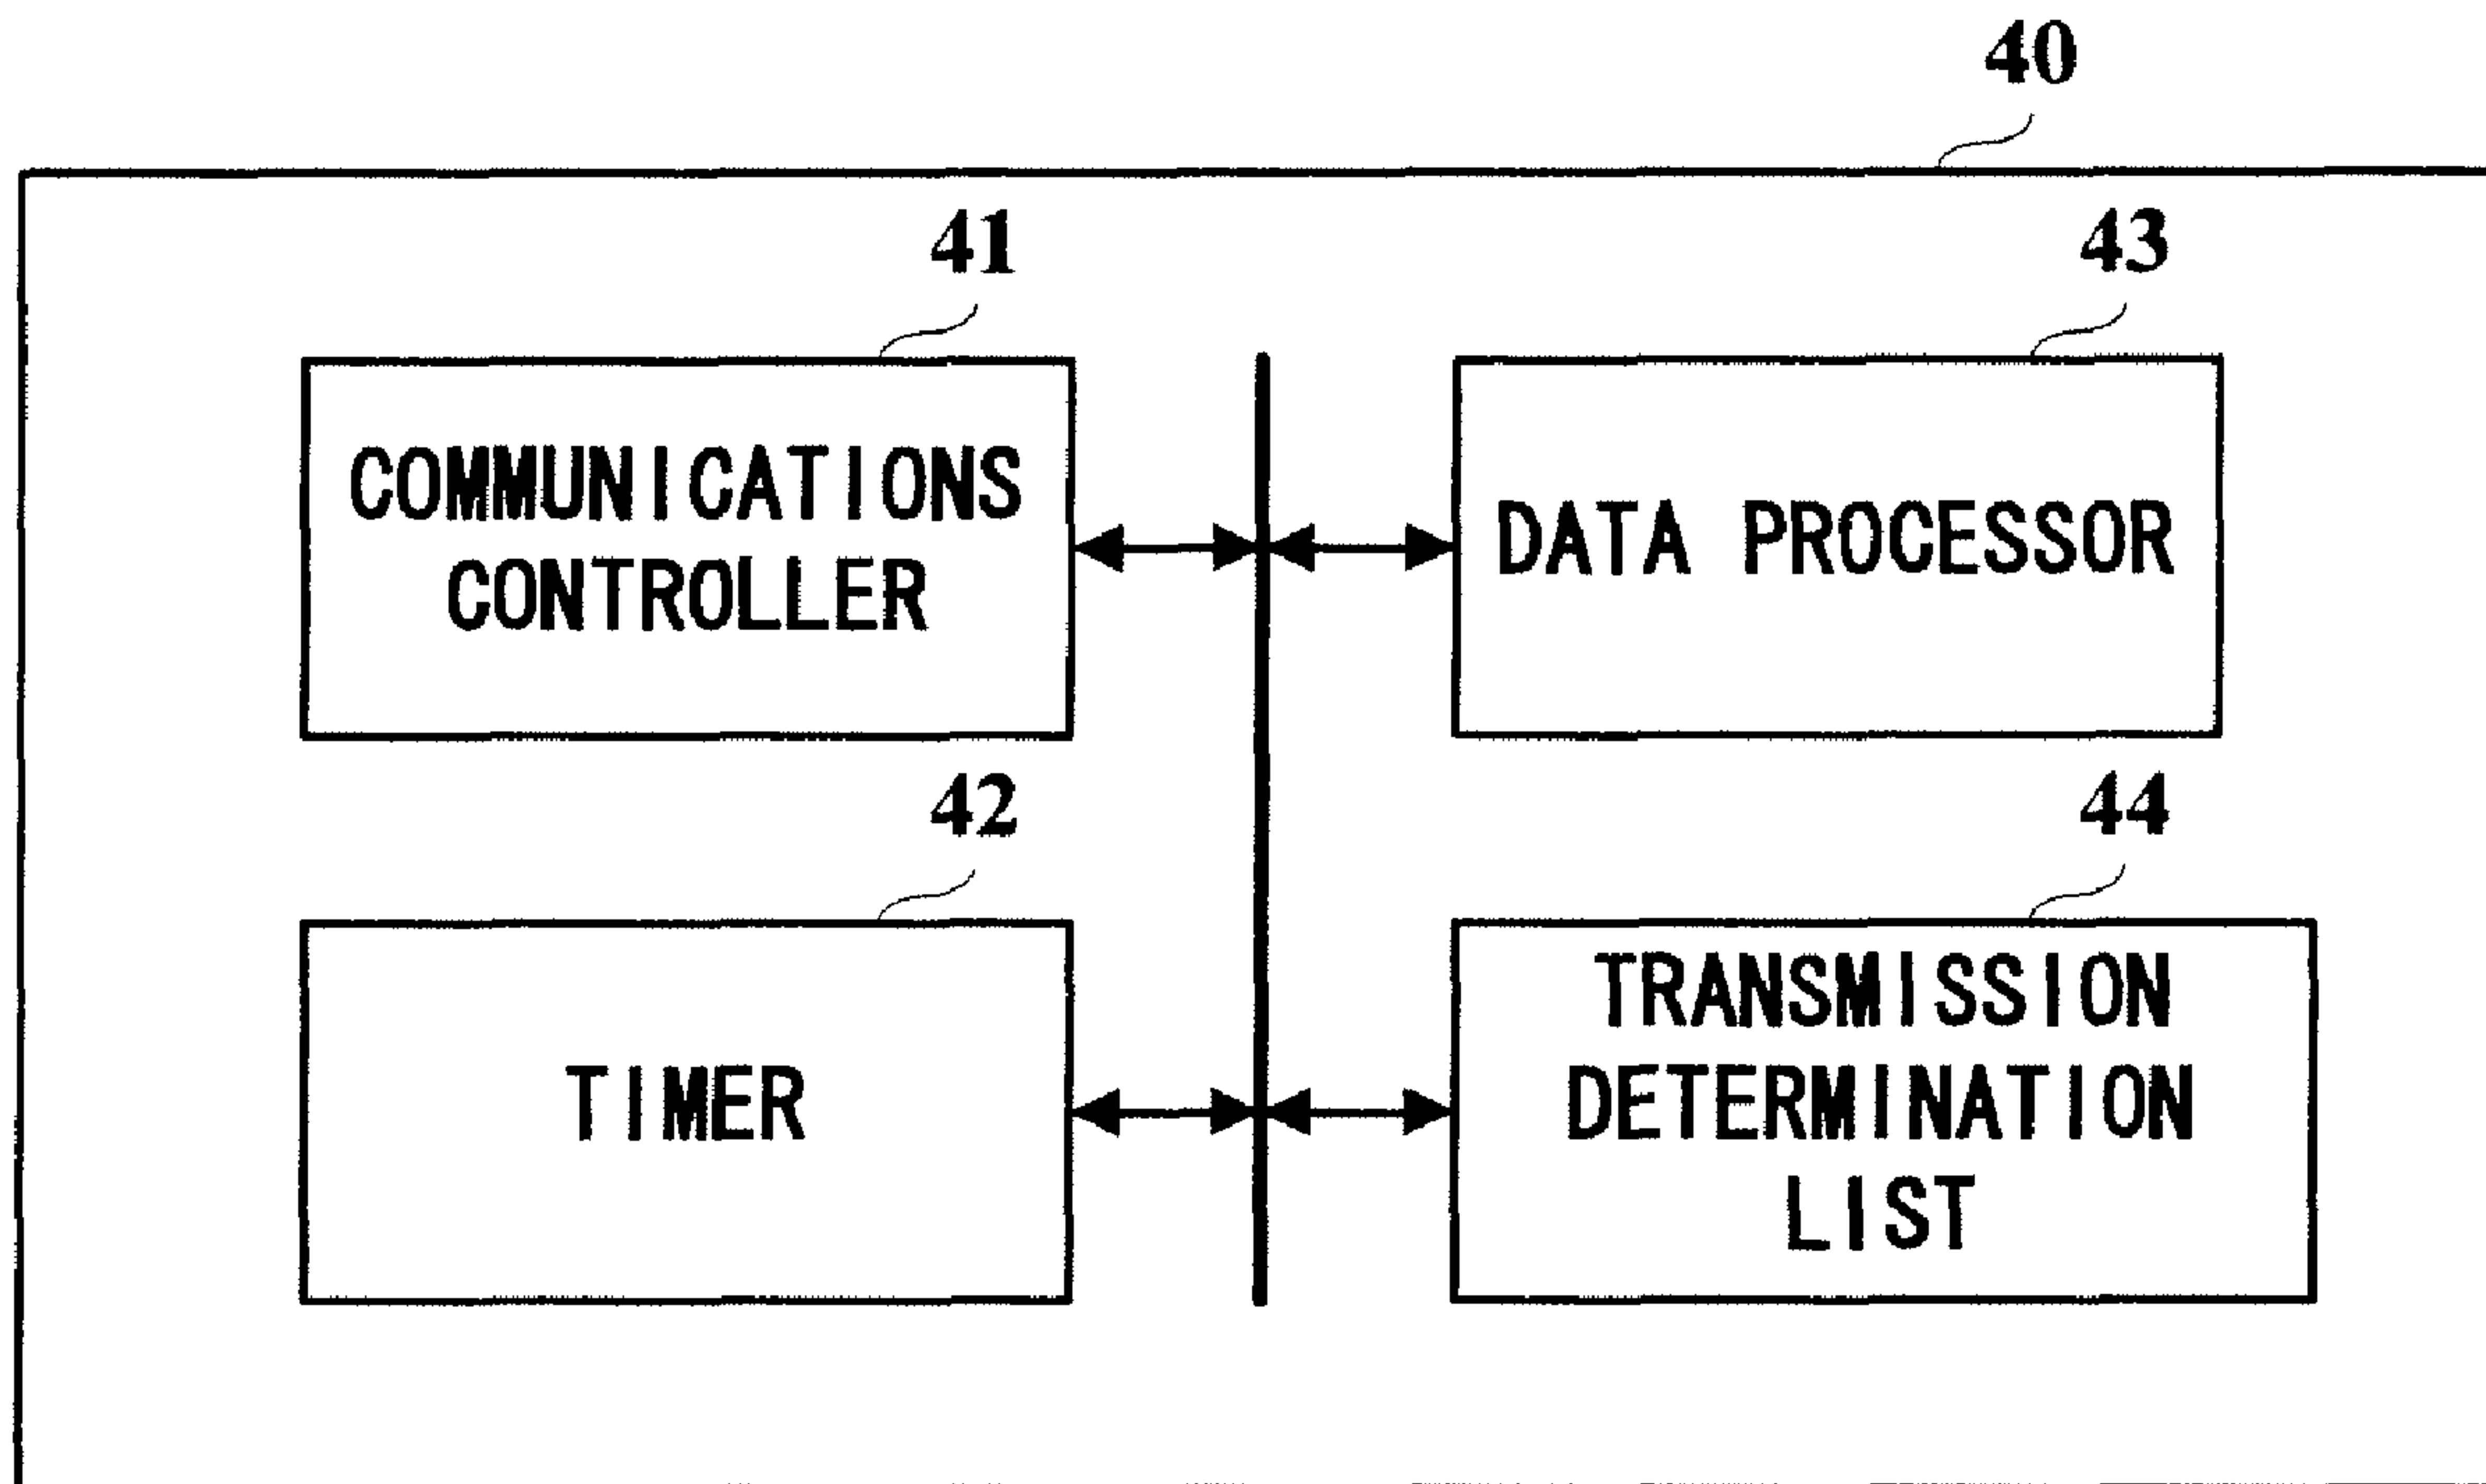 40
41
43
COMMUNICATIONS
CONTROLLER
DATA PROCESSOR
42
44
TIMER
TRANSMISSION
DETERMINATION
LIST